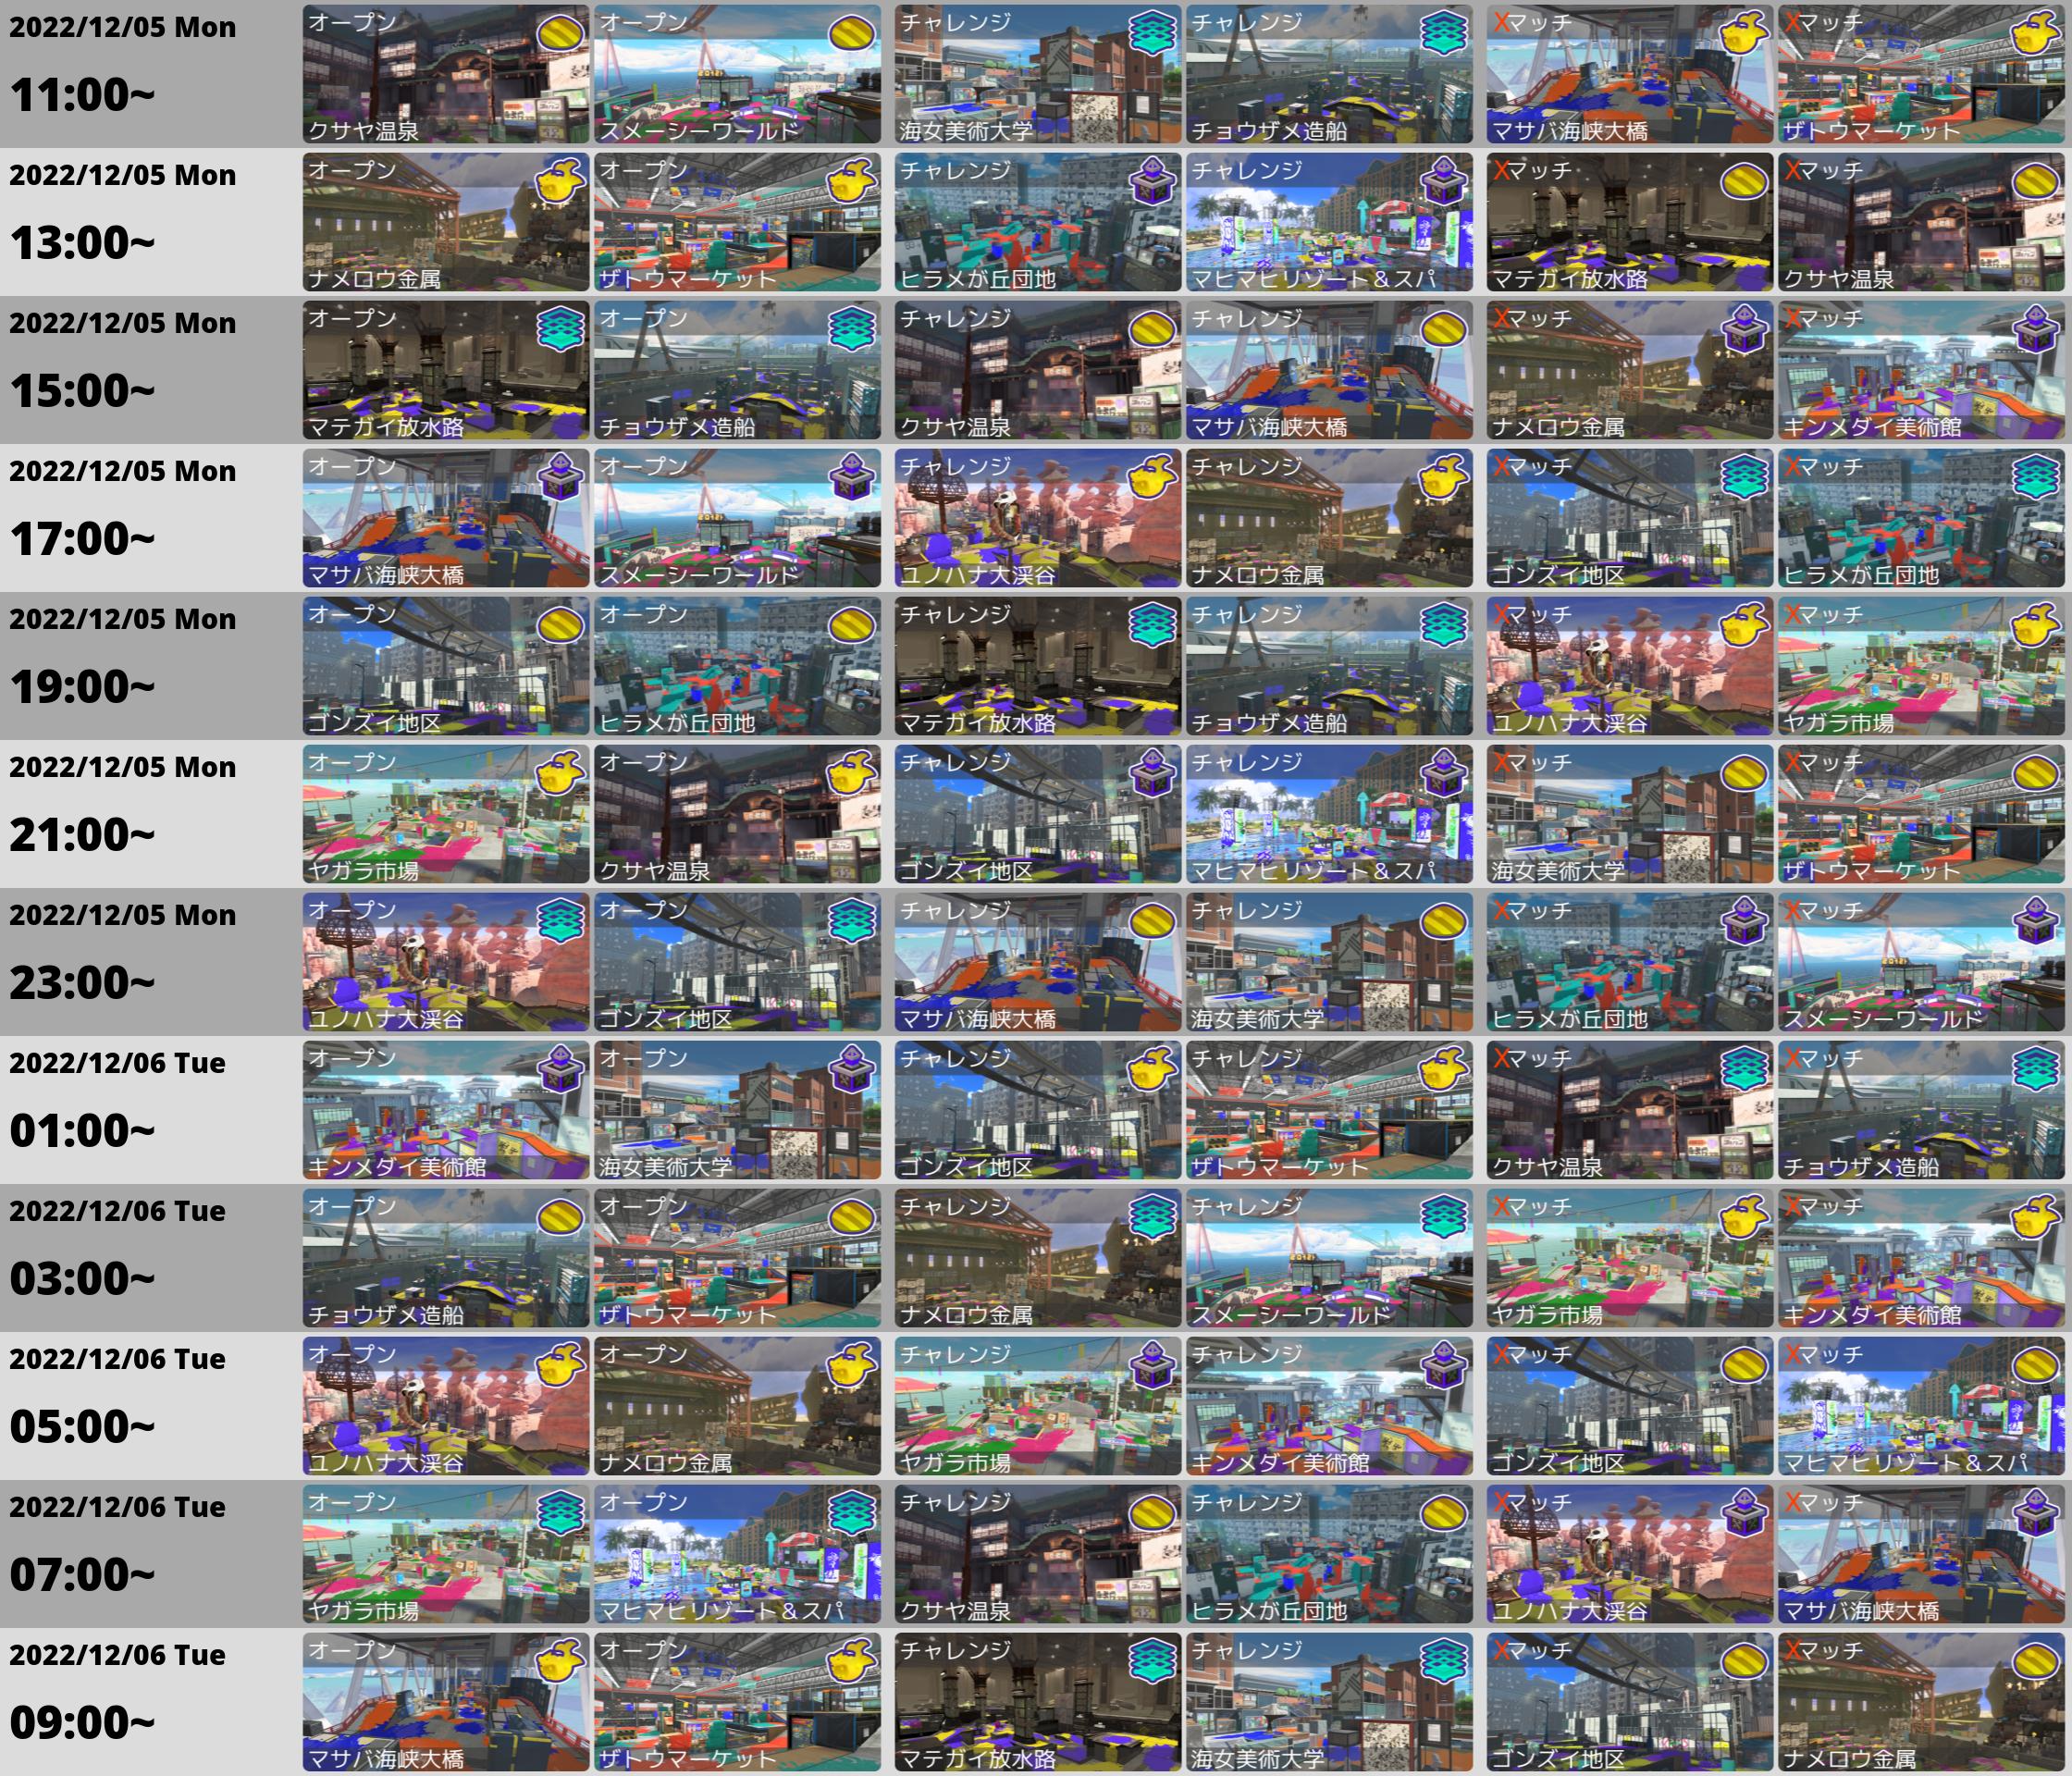 2022/12/05 Mon
11:00~
オープン オープン チャレンジ チャレンジ Xマッチ Xマッチ
クサヤ温泉 スメーシーワールド 海女美術大学 チョウザメ造船 マサバ海峡大橋 ザトウマーケット
2022/12/05 Mon
13:00~
オープン オープン チャレンジ チャレンジ Xマッチ Xマッチ
ナメロウ金属 ザトウマーケット ヒラメが丘団地 マヒマヒリゾート＆スパ マテガイ放水路 クサヤ温泉
2022/12/05 Mon
15:00~
オープン オープン チャレンジ チャレンジ Xマッチ Xマッチ
マテガイ放水路 チョウザメ造船 クサヤ温泉 マサバ海峡大橋 ナメロウ金属 キンメダイ美術館
2022/12/05 Mon
17:00~
オープン オープン チャレンジ チャレンジ Xマッチ Xマッチ
マサバ海峡大橋 スメーシーワールド ユノハナ大渓谷 ナメロウ金属 ゴンズイ地区 ヒラメが丘団地
2022/12/05 Mon
19:00~
オープン オープン チャレンジ チャレンジ Xマッチ Xマッチ
ゴンズイ地区 ヒラメが丘団地 マテガイ放水路 チョウザメ造船 ユノハナ大渓谷 ヤガラ市場
2022/12/05 Mon
21:00~
オープン オープン チャレンジ チャレンジ Xマッチ Xマッチ
ヤガラ市場 クサヤ温泉 ゴンズイ地区 マヒマヒリゾート＆スパ 海女美術大学 ザトウマーケット
2022/12/05 Mon
23:00~
オープン オープン チャレンジ チャレンジ Xマッチ Xマッチ
ユノハナ大渓谷 ゴンズイ地区 マサバ海峡大橋 海女美術大学 ヒラメが丘団地 スメーシーワールド
2022/12/06 Tue
01:00~
オープン オープン チャレンジ チャレンジ Xマッチ Xマッチ
キンメダイ美術館 海女美術大学 ゴンズイ地区 ザトウマーケット クサヤ温泉 チョウザメ造船
2022/12/06 Tue
03:00~
オープン オープン チャレンジ チャレンジ Xマッチ Xマッチ
チョウザメ造船 ザトウマーケット ナメロウ金属 スメーシーワールド ヤガラ市場 キンメダイ美術館
2022/12/06 Tue
05:00~
オープン オープン チャレンジ チャレンジ Xマッチ Xマッチ
ユノハナ大渓谷 ナメロウ金属 ヤガラ市場 キンメダイ美術館 ゴンズイ地区 マヒマヒリゾート＆スパ
2022/12/06 Tue
07:00~
オープン オープン チャレンジ チャレンジ Xマッチ Xマッチ
ヤガラ市場 マヒマヒリゾート＆スパ クサヤ温泉 ヒラメが丘団地 ユノハナ大渓谷 マサバ海峡大橋
2022/12/06 Tue
09:00~
オープン オープン チャレンジ チャレンジ Xマッチ Xマッチ
マサバ海峡大橋 ザトウマーケット マテガイ放水路 海女美術大学 ゴンズイ地区 ナメロウ金属